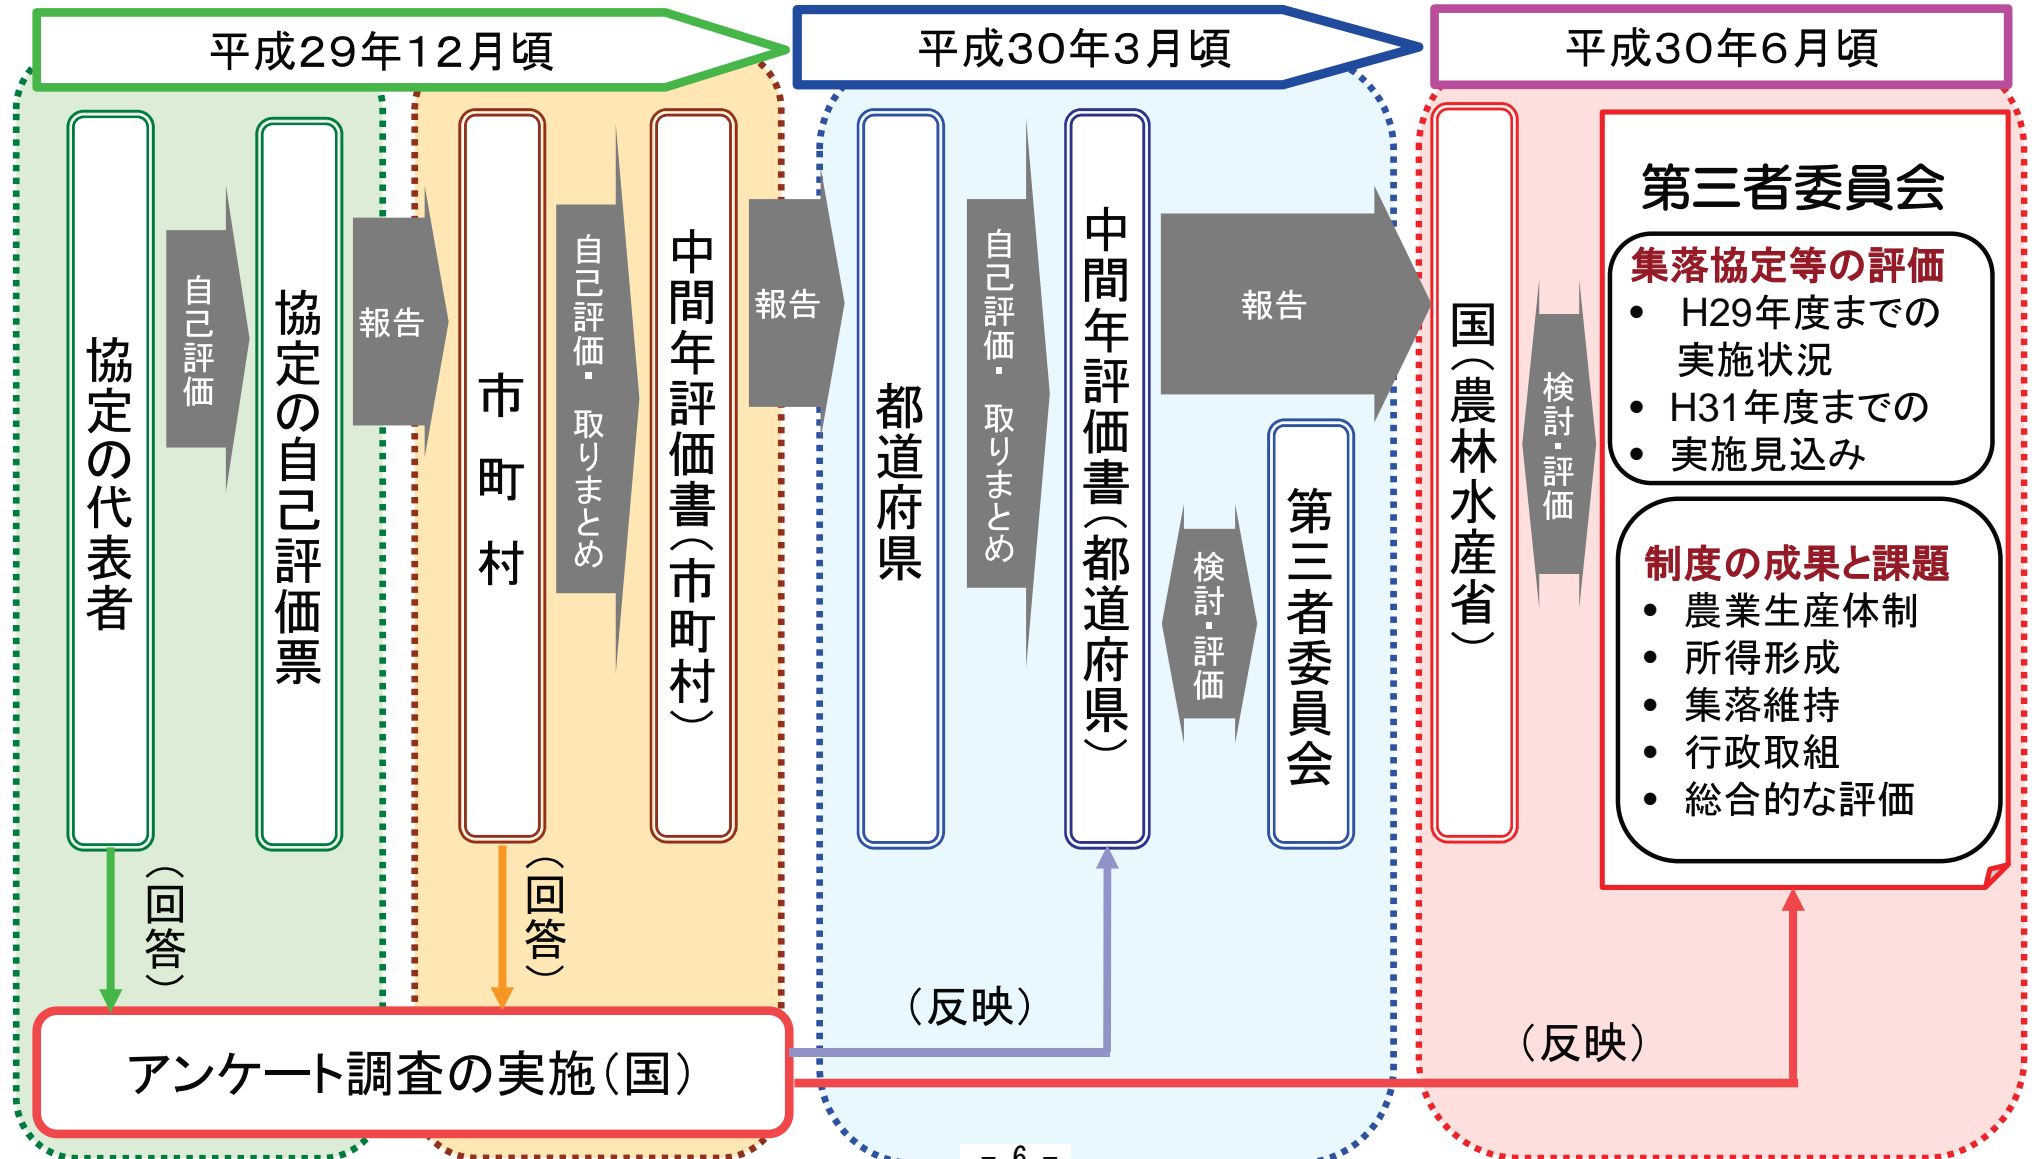 平成29年12月頃
平成30年3月頃
平成30年6月頃
協定の代表者
自己評価
協定の自己評価票
報告
市町村
自己評価・取りまとめ
中間年評価書(市町村)
報告
都道府県
自己評価・取りまとめ
中間年評価書(都道府県)
報告
検討・評価
第三者委員会
国(農林水産省)
検討・評価
第三者委員会
集落協定等の評価
• H29年度までの
実施状況
• H31年度までの
• 実施見込み
制度の成果と課題
• 農業生産体制
• 所得形成
• 集落維持
• 行政取組
• 総合的な評価
(回答)
(回答)
アンケート調査の実施(国)
(反映)
(反映)
- 6 -